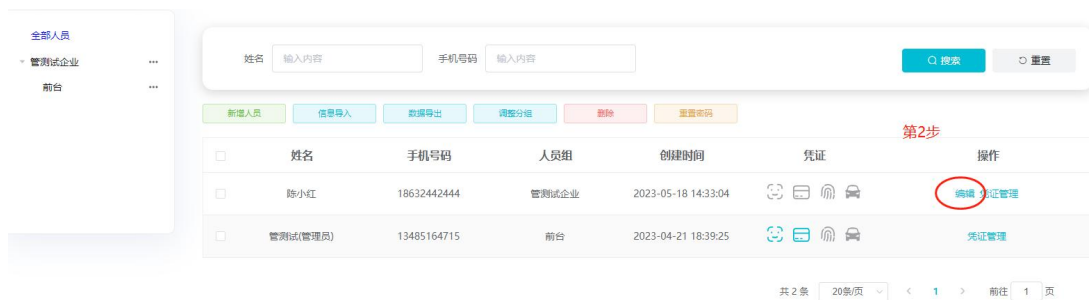 全部人员
管测试企业 ···
前台 ···
姓名 输入内容 手机号码 输入内容 搜索 重置
新增人员 信息导入 数据导出 调整分组 删除 重置密码
第2步
姓名 手机号码 人员组 创建时间 凭证 操作
陈小红 18632442444 管测试企业 2023-05-18 14:33:04 编辑 凭证管理
管测试(管理员) 13485164715 前台 2023-04-21 18:39:25 凭证管理
共 2 条 20条/页 < 1 > 前往 1 页